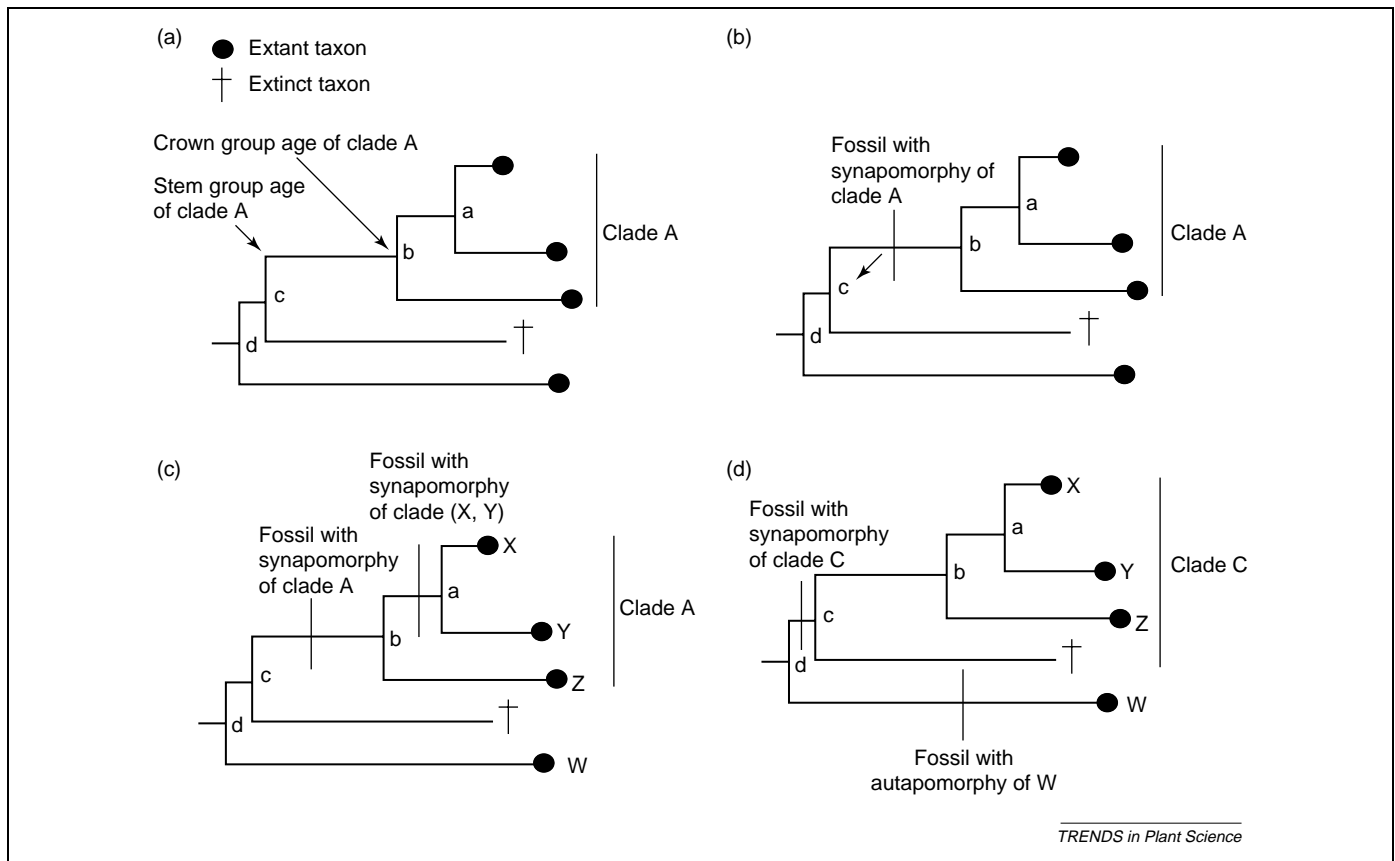 (a)
Extant taxon
Extinct taxon
Crown group age of clade A
Stem group age
of clade A
a
b
c
d
Clade A
(b)
Fossil with
synapomorphy of
clade A
a
b
c
d
Clade A
(c)
Fossil with
synapomorphy
of clade (X, Y)
Fossil with
synapomorphy
of clade A
X
a
Y
b
Z
c
d
W
Clade A
(d)
Fossil with
synapomorphy
of clade C
X
a
Y
b
Z
c
d
W
Clade C
Fossil with
autapomorphy of W
TRENDS in Plant Science